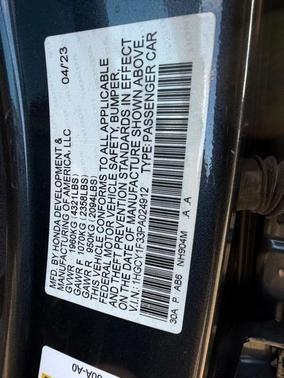 MFD. BY HONDA DEVELOPMENT &
MANUFACTURING OF AMERICA, LLC
04/23
GVWR 1960KG (4321LBS)
GAWR F 1070KG (2358LBS)
GAWR R 950KG (2094LBS)
THIS VEHICLE CONFORMS TO ALL APPLICABLE
FEDERAL MOTOR VEHICLE SAFETY, BUMPER,
AND THEFT PREVENTION STANDARDS IN EFFECT
ON THE DATE OF MANUFACTURE SHOWN ABOVE.
V.I.N.: 1HGCY1F33PA024912 TYPE:PASSENGER CAR
30A P AB6 NH904M A A